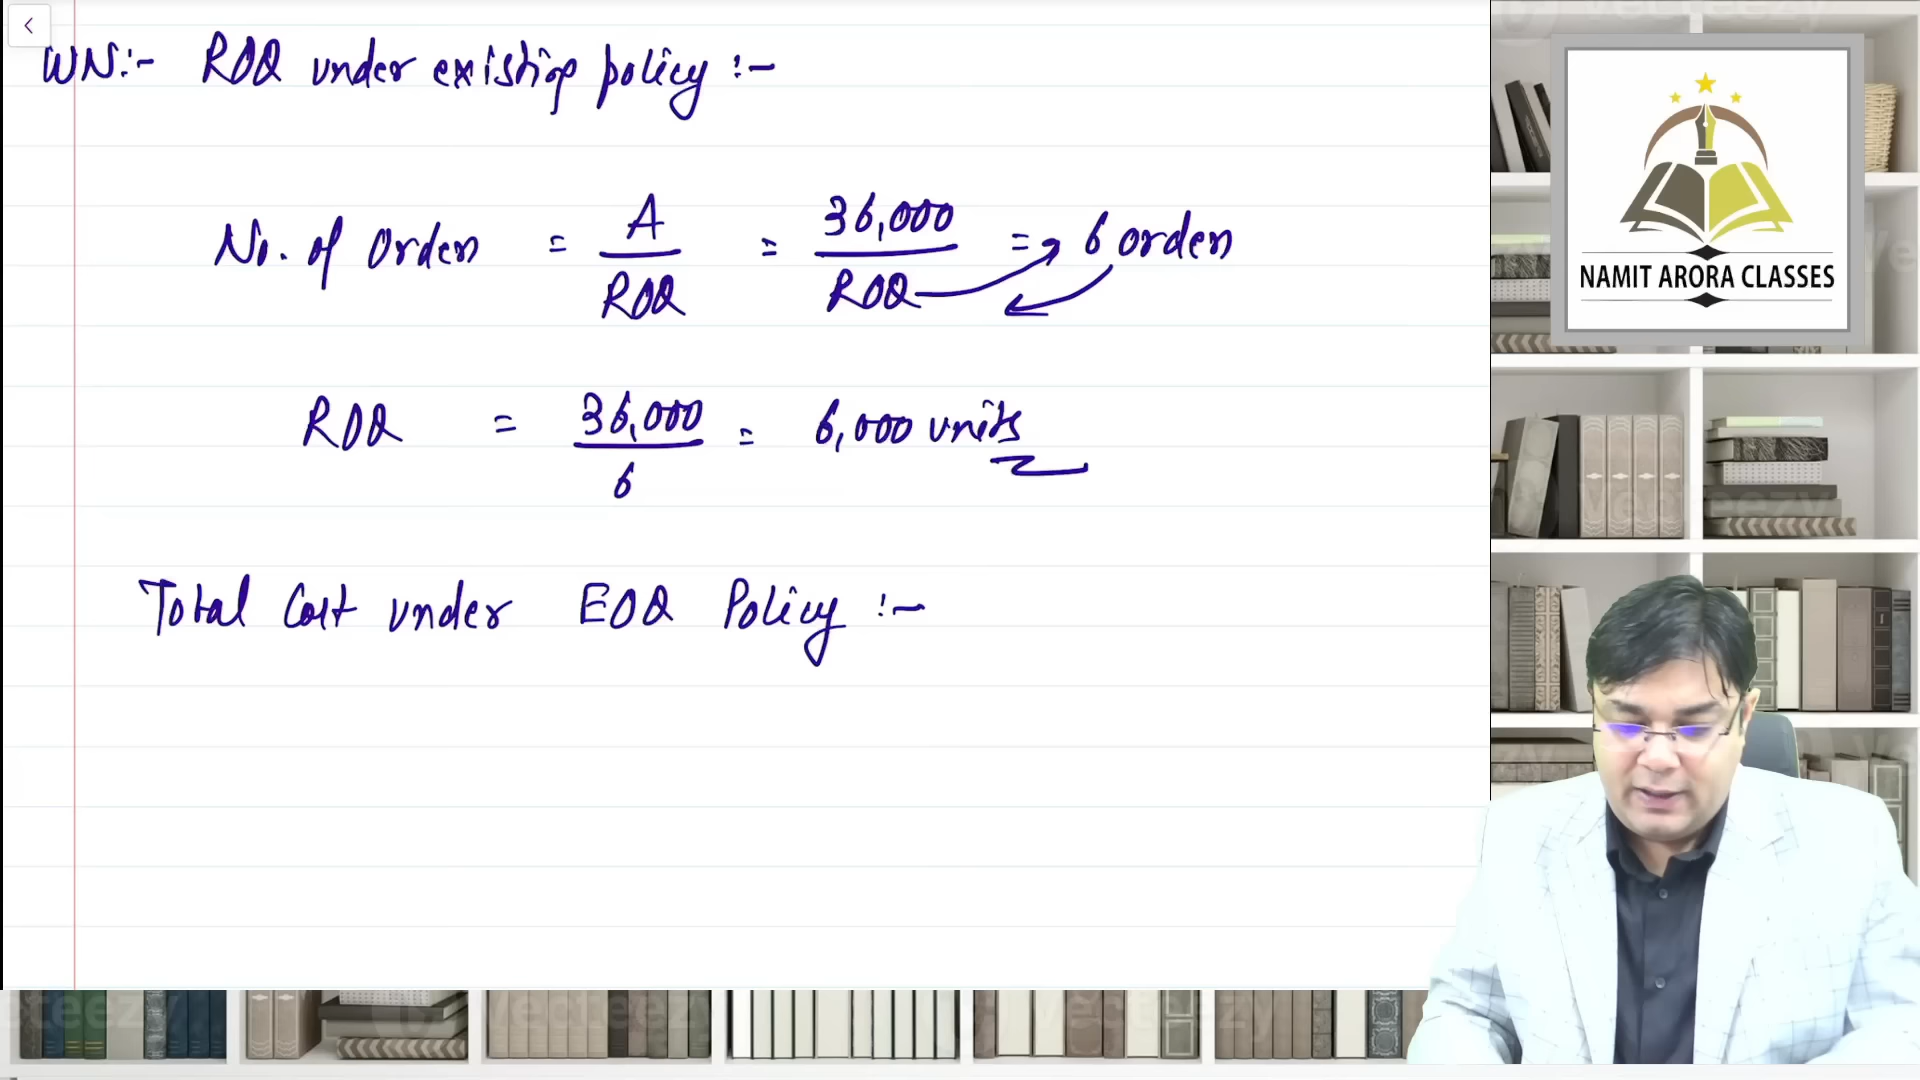 WN:- ROQ under existing policy :-
No. of Orders = A / ROQ = 36,000 / ROQ = 6 orders
ROQ = 36,000 / 6 = 6,000 units
Total Cost under EOQ Policy :-
NAMIT ARORA CLASSES